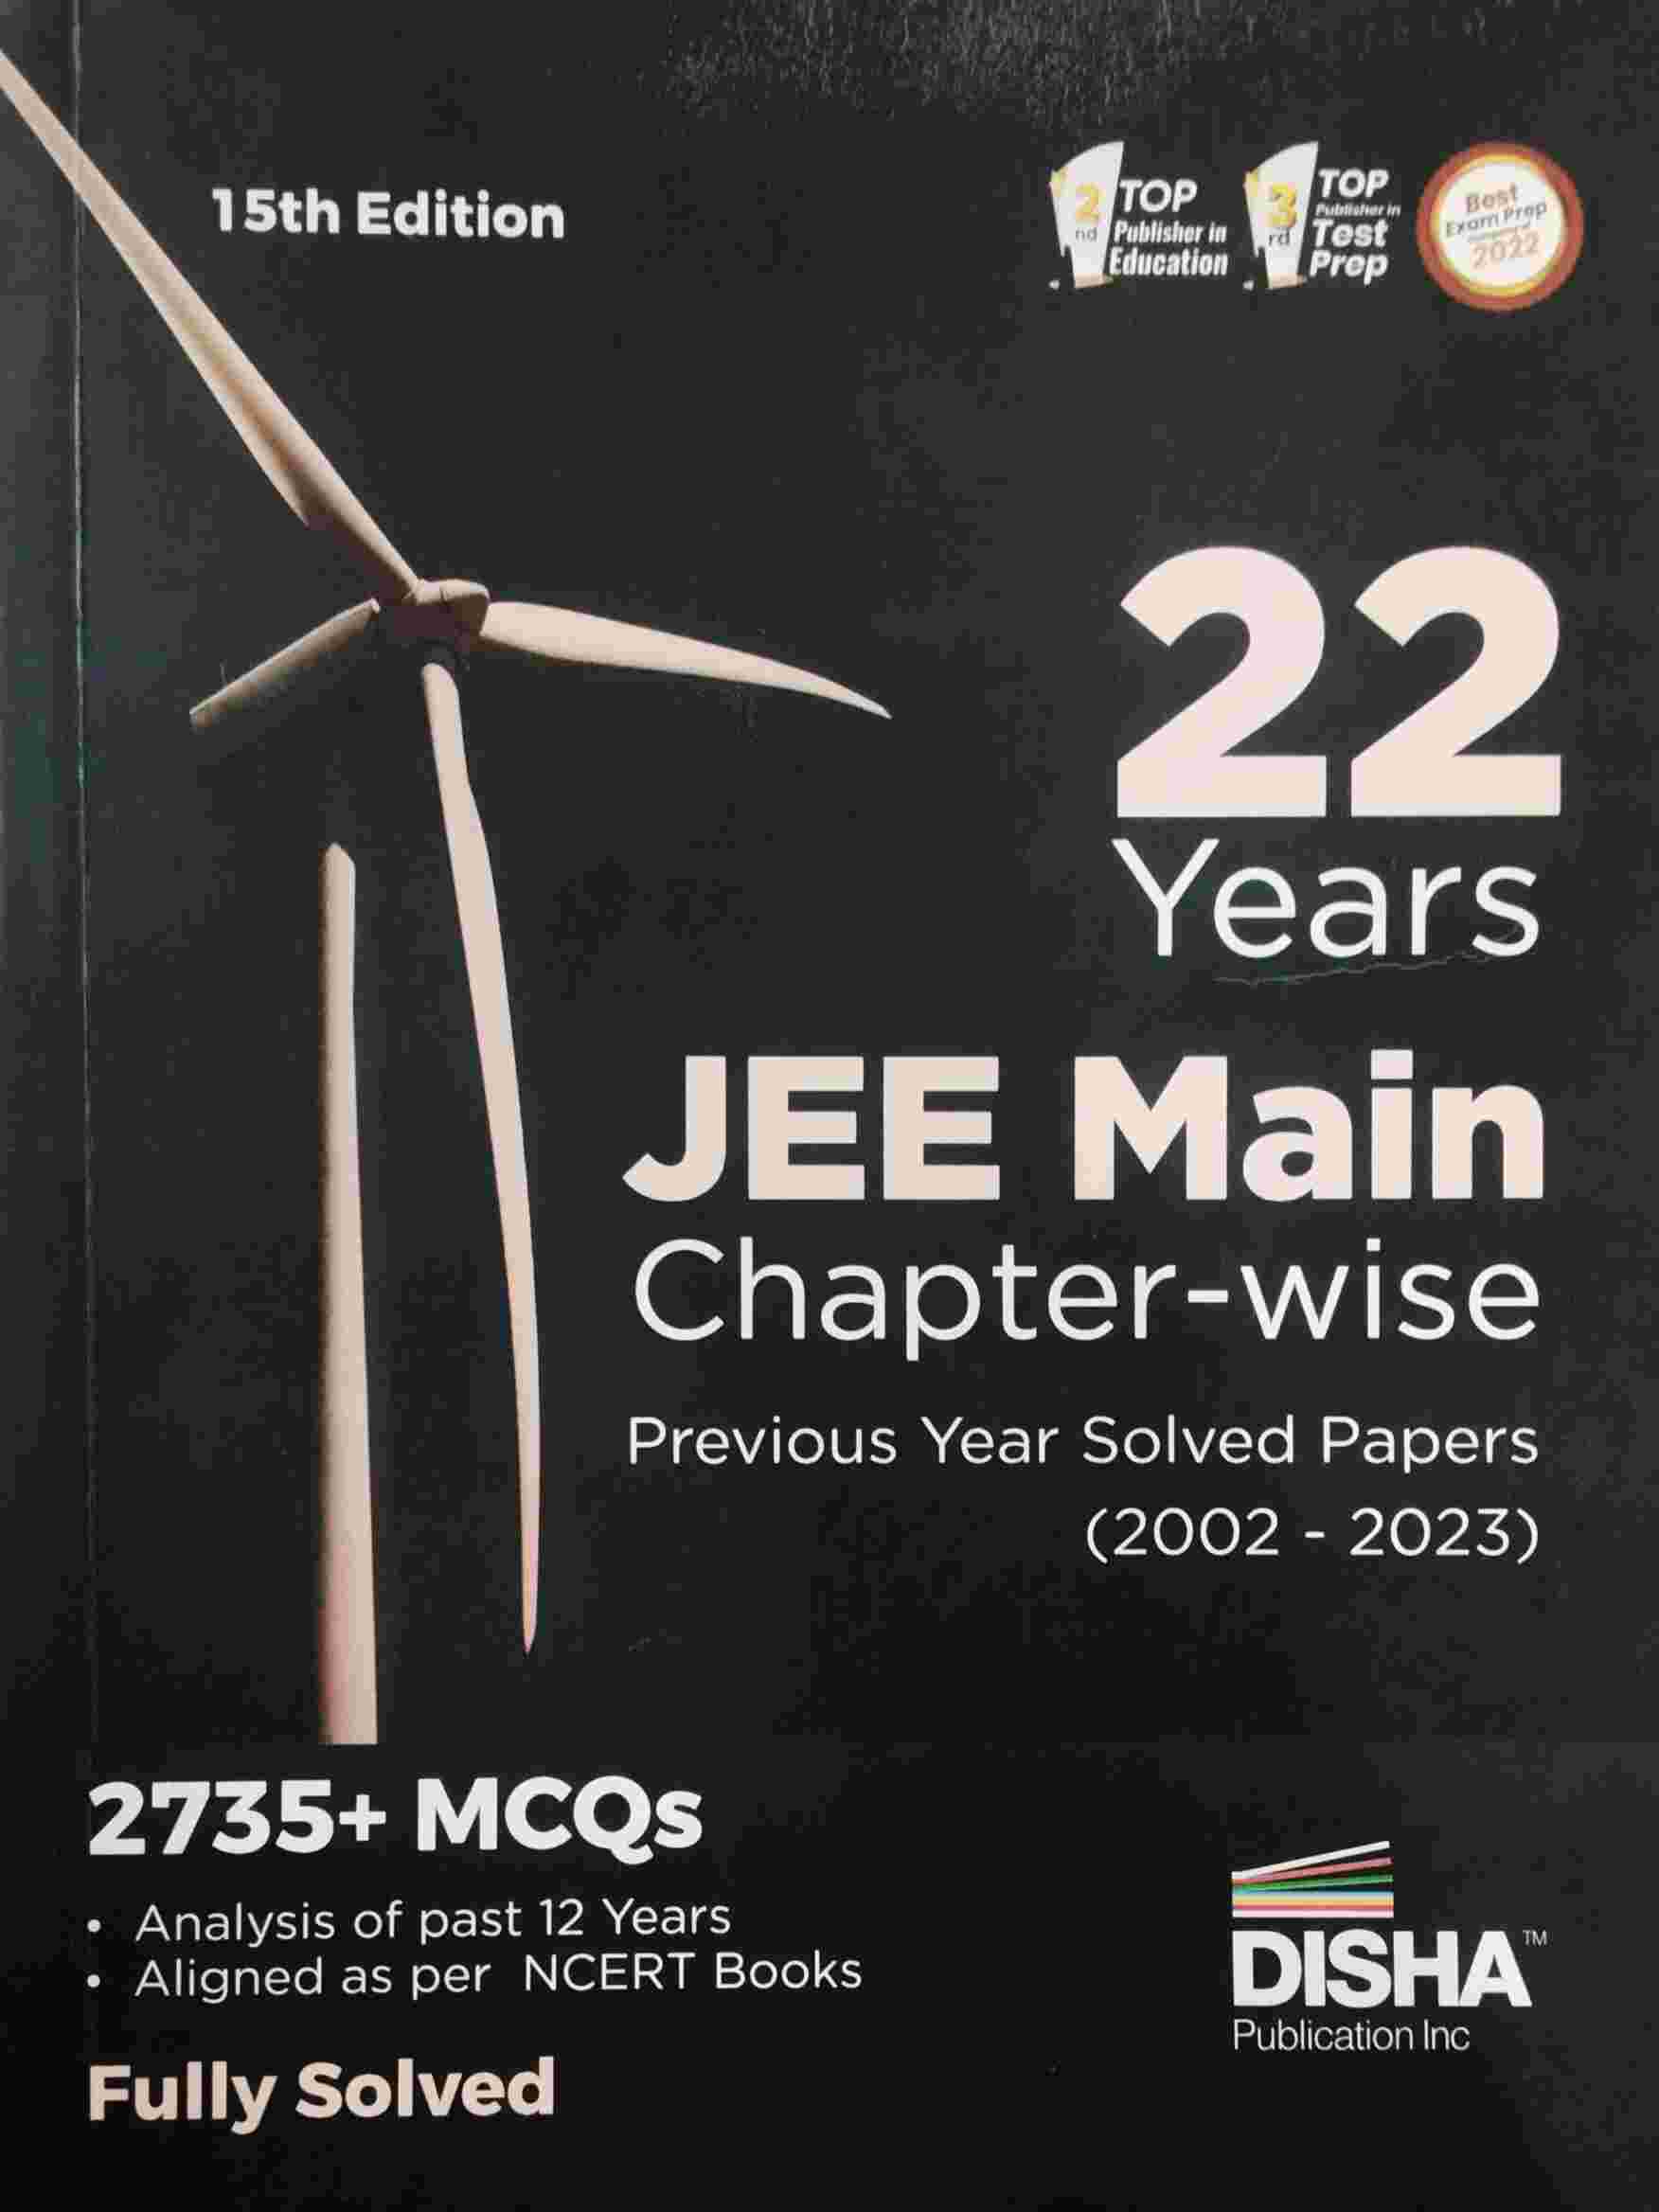 15th Edition
2nd TOP Publisher in Education
3rd TOP Publisher in Test Prep
Best
Exam Prep
2022
22
Years
JEE Main
Chapter-wise
Previous Year Solved Papers
(2002 - 2023)
2735+ MCQs
• Analysis of past 12 Years
• Aligned as per NCERT Books
Fully Solved
DISHA™
Publication Inc